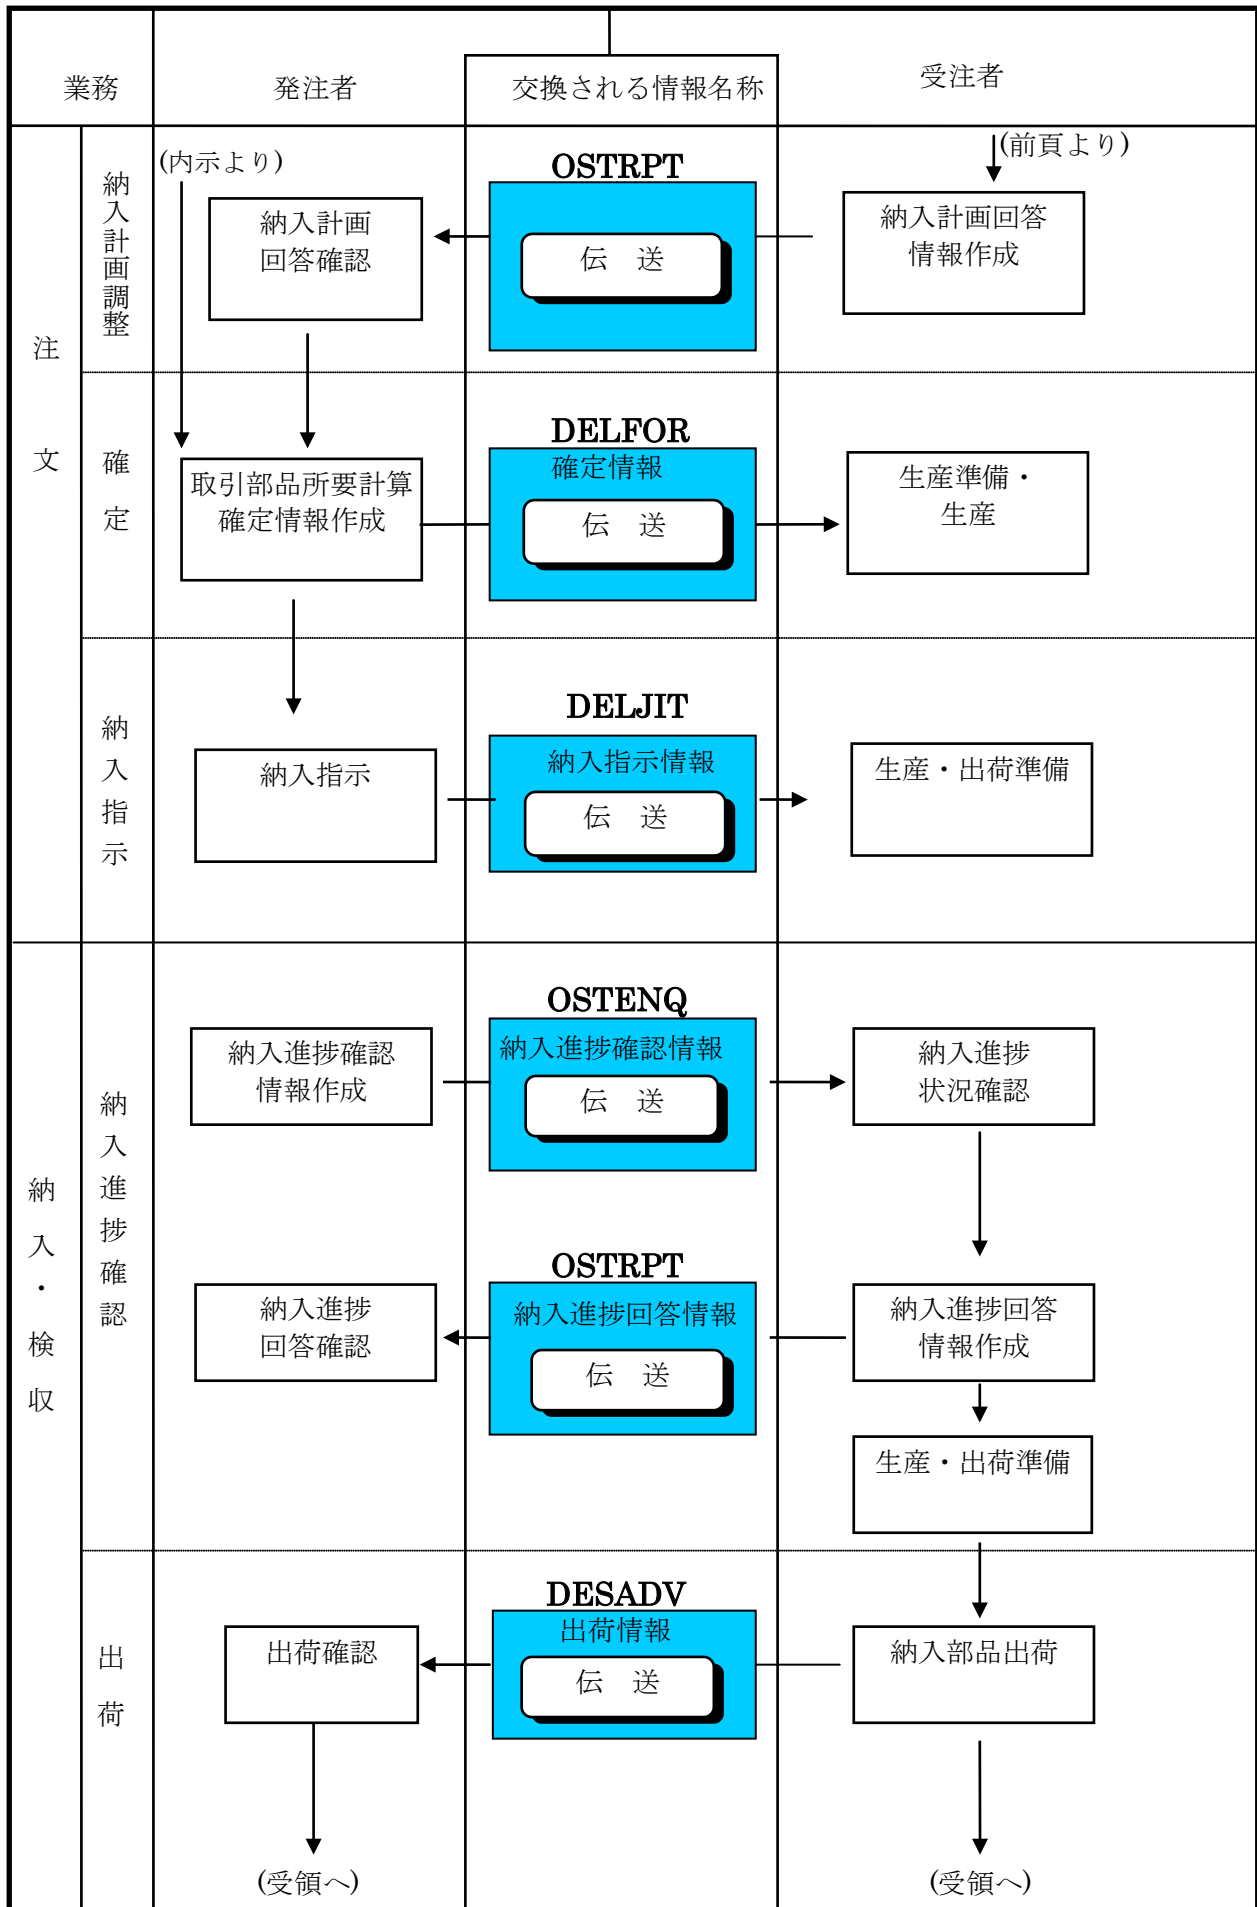 業務
発注者
交換される情報名称
受注者
注文
納入計画調整
(内示より)
納入計画
回答確認
OSTRPT
伝 送
(前頁より)
納入計画回答
情報作成
確定
取引部品所要計算
確定情報作成
DELFOR
確定情報
伝 送
生産準備・
生産
納入指示
納入指示
DELJIT
納入指示情報
伝 送
生産・出荷準備
納入・検収
納入進捗確認
納入進捗確認
情報作成
OSTENQ
納入進捗確認情報
伝 送
納入進捗
状況確認
納入進捗
回答確認
OSTRPT
納入進捗回答情報
伝 送
納入進捗回答
情報作成
生産・出荷準備
出荷
出荷確認
DESADV
出荷情報
伝 送
納入部品出荷
(受領へ)
(受領へ)